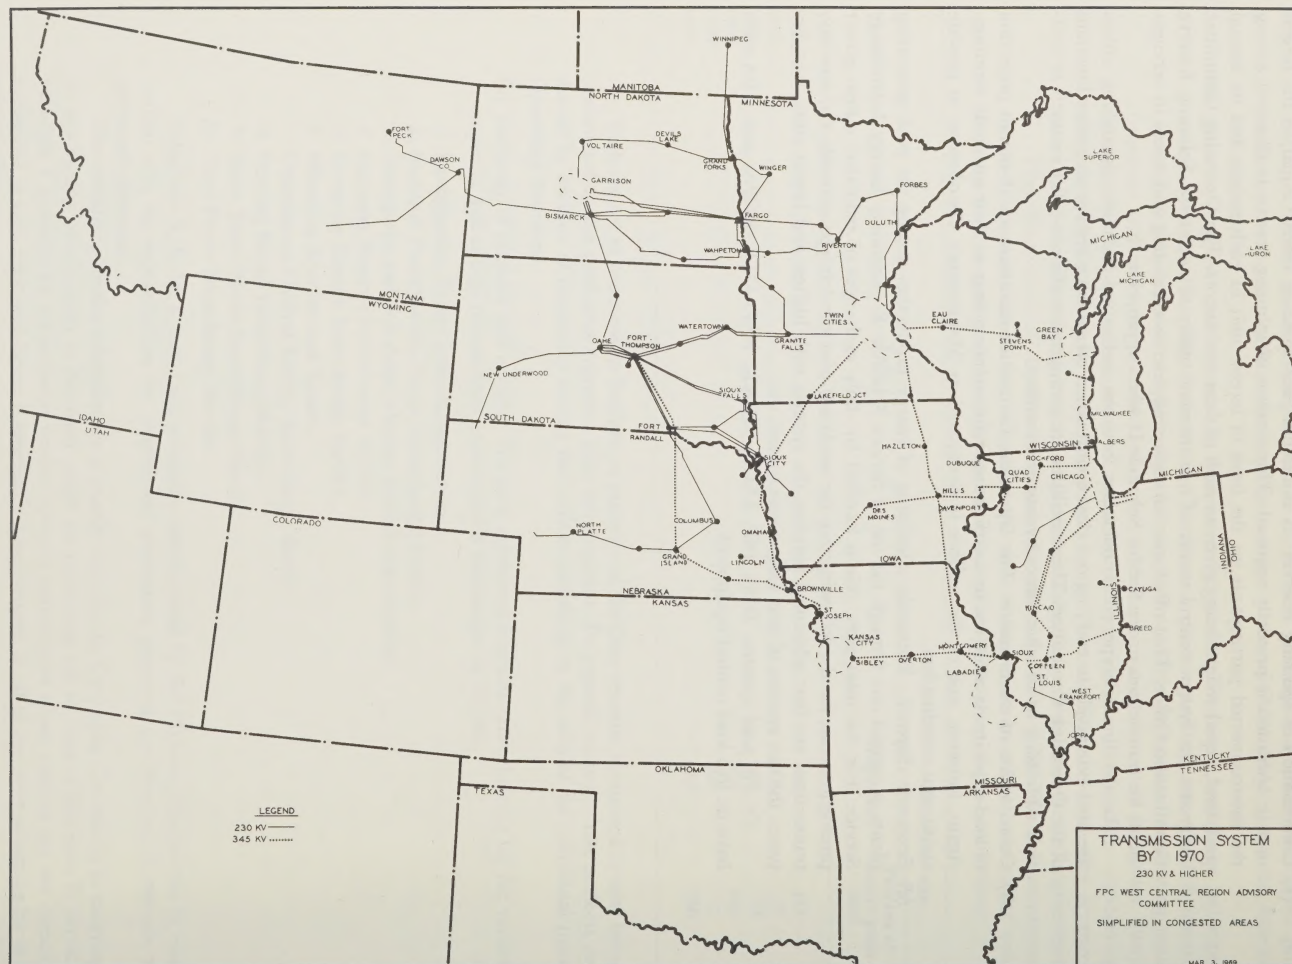 WINNIPEG
MANITOBA
NORTH DAKOTA
MINNESOTA
FORT
PECK
DAWSON
CO.
VOLTAIRE
DEVILS
LAKE
GRAND
FORKS
WINGER
GARRISON
BISMARCK
FARGO
WAHPETON
RIVERTON
FORBES
DULUTH
LAKE
SUPERIOR
MICHIGAN
LAKE
MICHIGAN
LAKE
HURON
MONTANA
WYOMING
TWIN
CITIES
EAU
CLAIRE
STEVENS
POINT
GREEN
BAY
WATERTOWN
GRANITE
FALLS
OAHE
FORT
THOMPSON
NEW UNDERWOOD
SIOUX
FALLS
LAKEFIELD JCT
MILWAUKEE
IDAHO
UTAH
SOUTH DAKOTA
FORT
RANDALL
SIOUX
CITY
HAZLETON
DUBUQUE
WISCONSIN
ALBERS
ROCKFORD
QUAD
CITIES
CHICAGO
MICHIGAN
HILLS
DAVENPORT
DES
MOINES
COLORADO
NORTH
PLATTE
COLUMBUS
OMAHA
GRAND
ISLAND
LINCOLN
IOWA
INDIANA
OHIO
NEBRASKA
KANSAS
BROWNVILLE
ST
JOSEPH
KINCAID
ILLINOIS
CAYUGA
BREED
KANSAS
CITY
SIBLEY
OVERTON
MONTGOMERY
LABADIE
SIOUX
COFFEEN
ST
LOUIS
WEST
FRANKFORT
JOPPA
OKLAHOMA
TEXAS
MISSOURI
ARKANSAS
KENTUCKY
TENNESSEE
LEGEND
230 KV
345 KV
TRANSMISSION SYSTEM
BY 1970
230 KV & HIGHER
FPC WEST CENTRAL REGION ADVISORY
COMMITTEE
SIMPLIFIED IN CONGESTED AREAS
MAR. 3, 1969